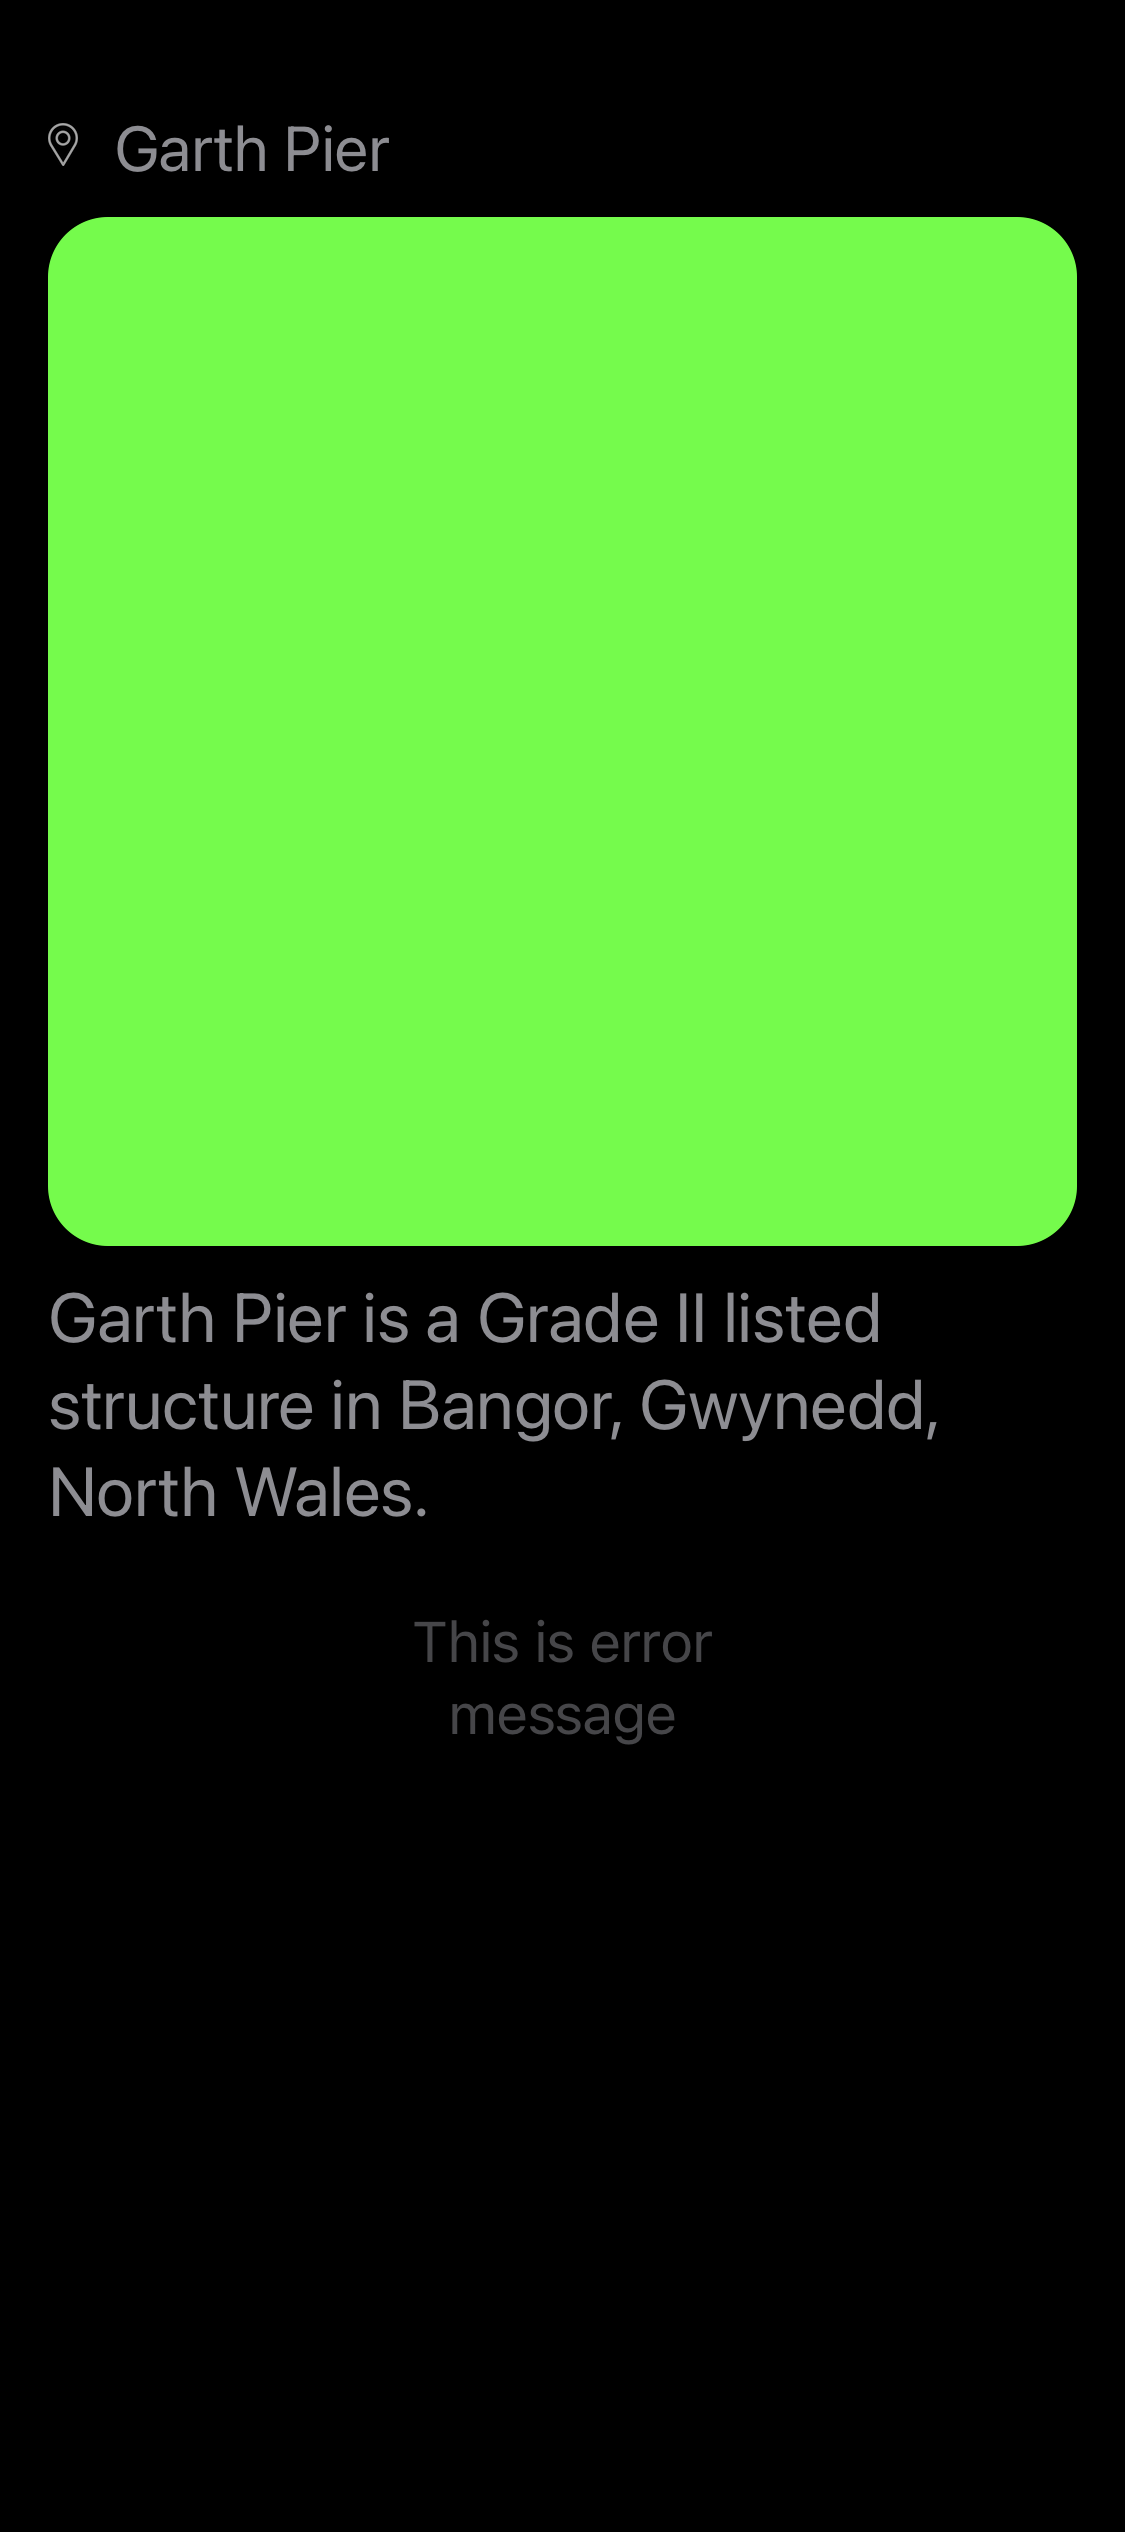 Garth Pier
Garth Pier is a Grade II listed
structure in Bangor, Gwynedd,
North Wales.
This is error
message